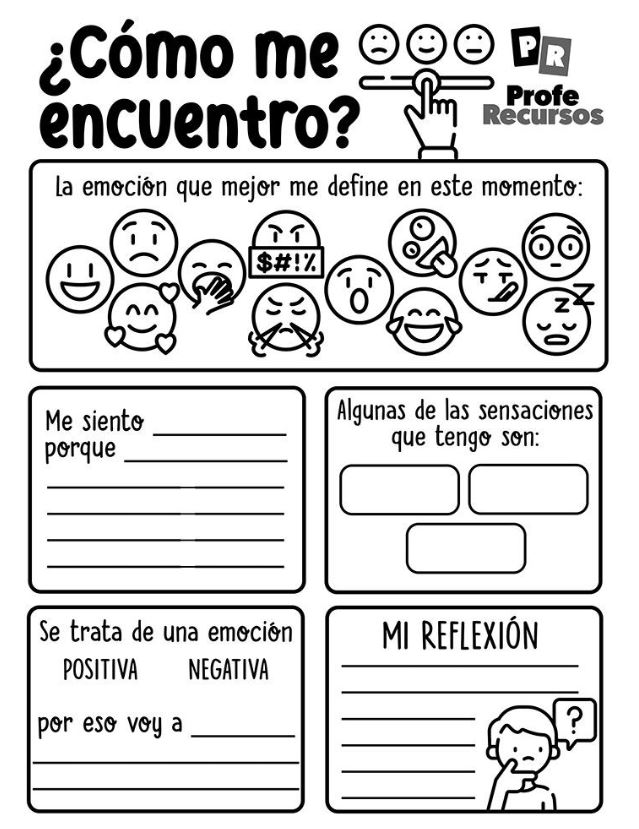 ¿Cómo me
encuentro?
PR
Profe
Recursos
La emoción que mejor me define en este momento:
$#!%
z z
Me siento
porque
Algunas de las sensaciones
que tengo son:
Se trata de una emoción
POSITIVA NEGATIVA
por eso voy a
MI REFLEXIÓN
?